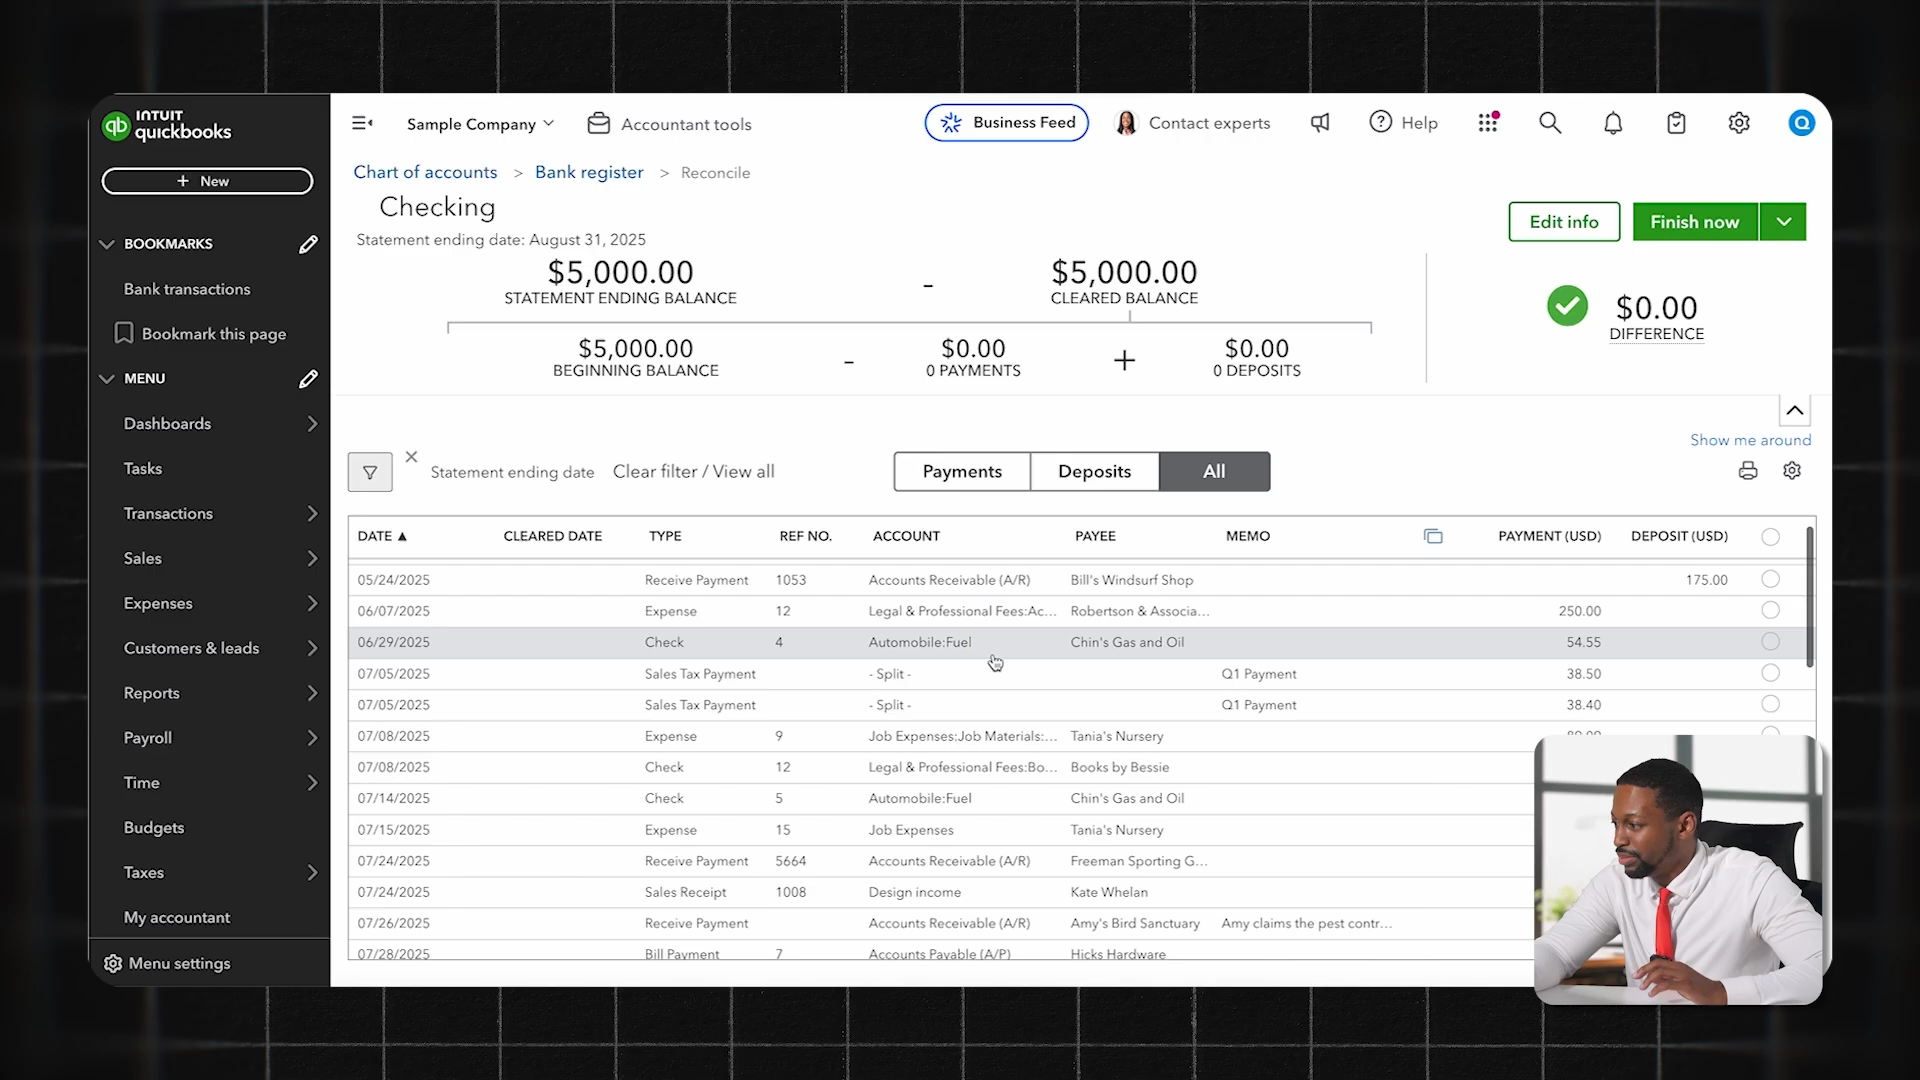 INTUIT
quickbooks
Sample Company
Accountant tools
Business Feed
Contact experts
Help
New
Chart of accounts > Bank register > Reconcile
Checking
Statement ending date: August 31, 2025
Edit info
Finish now
BOOKMARKS
Bank transactions
Bookmark this page
MENU
Dashboards
Tasks
Transactions
Sales
Expenses
Customers & leads
Reports
Payroll
Time
Budgets
Taxes
My accountant
Menu settings
$5,000.00
STATEMENT ENDING BALANCE
-
$5,000.00
CLEARED BALANCE
$5,000.00
BEGINNING BALANCE
-
$0.00
0 PAYMENTS
+
$0.00
0 DEPOSITS
$0.00
DIFFERENCE
Show me around
Statement ending date
Clear filter / View all
Payments
Deposits
All
DATE ▲ CLEARED DATE TYPE REF NO. ACCOUNT PAYEE MEMO PAYMENT (USD) DEPOSIT (USD)
05/24/2025 Receive Payment 1053 Accounts Receivable (A/R) Bill's Windsurf Shop 175.00
06/07/2025 Expense 12 Legal & Professional Fees:Ac... Robertson & Associa... 250.00
06/29/2025 Check 4 Automobile:Fuel Chin's Gas and Oil 54.55
07/05/2025 Sales Tax Payment - Split - Q1 Payment 38.50
07/05/2025 Sales Tax Payment - Split - Q1 Payment 38.40
07/08/2025 Expense 9 Job Expenses:Job Materials:... Tania's Nursery
07/08/2025 Check 12 Legal & Professional Fees:Bo... Books by Bessie
07/14/2025 Check 5 Automobile:Fuel Chin's Gas and Oil
07/15/2025 Expense 15 Job Expenses Tania's Nursery
07/24/2025 Receive Payment 5664 Accounts Receivable (A/R) Freeman Sporting G...
07/24/2025 Sales Receipt 1008 Design income Kate Whelan
07/26/2025 Receive Payment Accounts Receivable (A/R) Amy's Bird Sanctuary Amy claims the pest contr...
07/28/2025 Bill Payment 7 Accounts Payable (A/P) Hicks Hardware